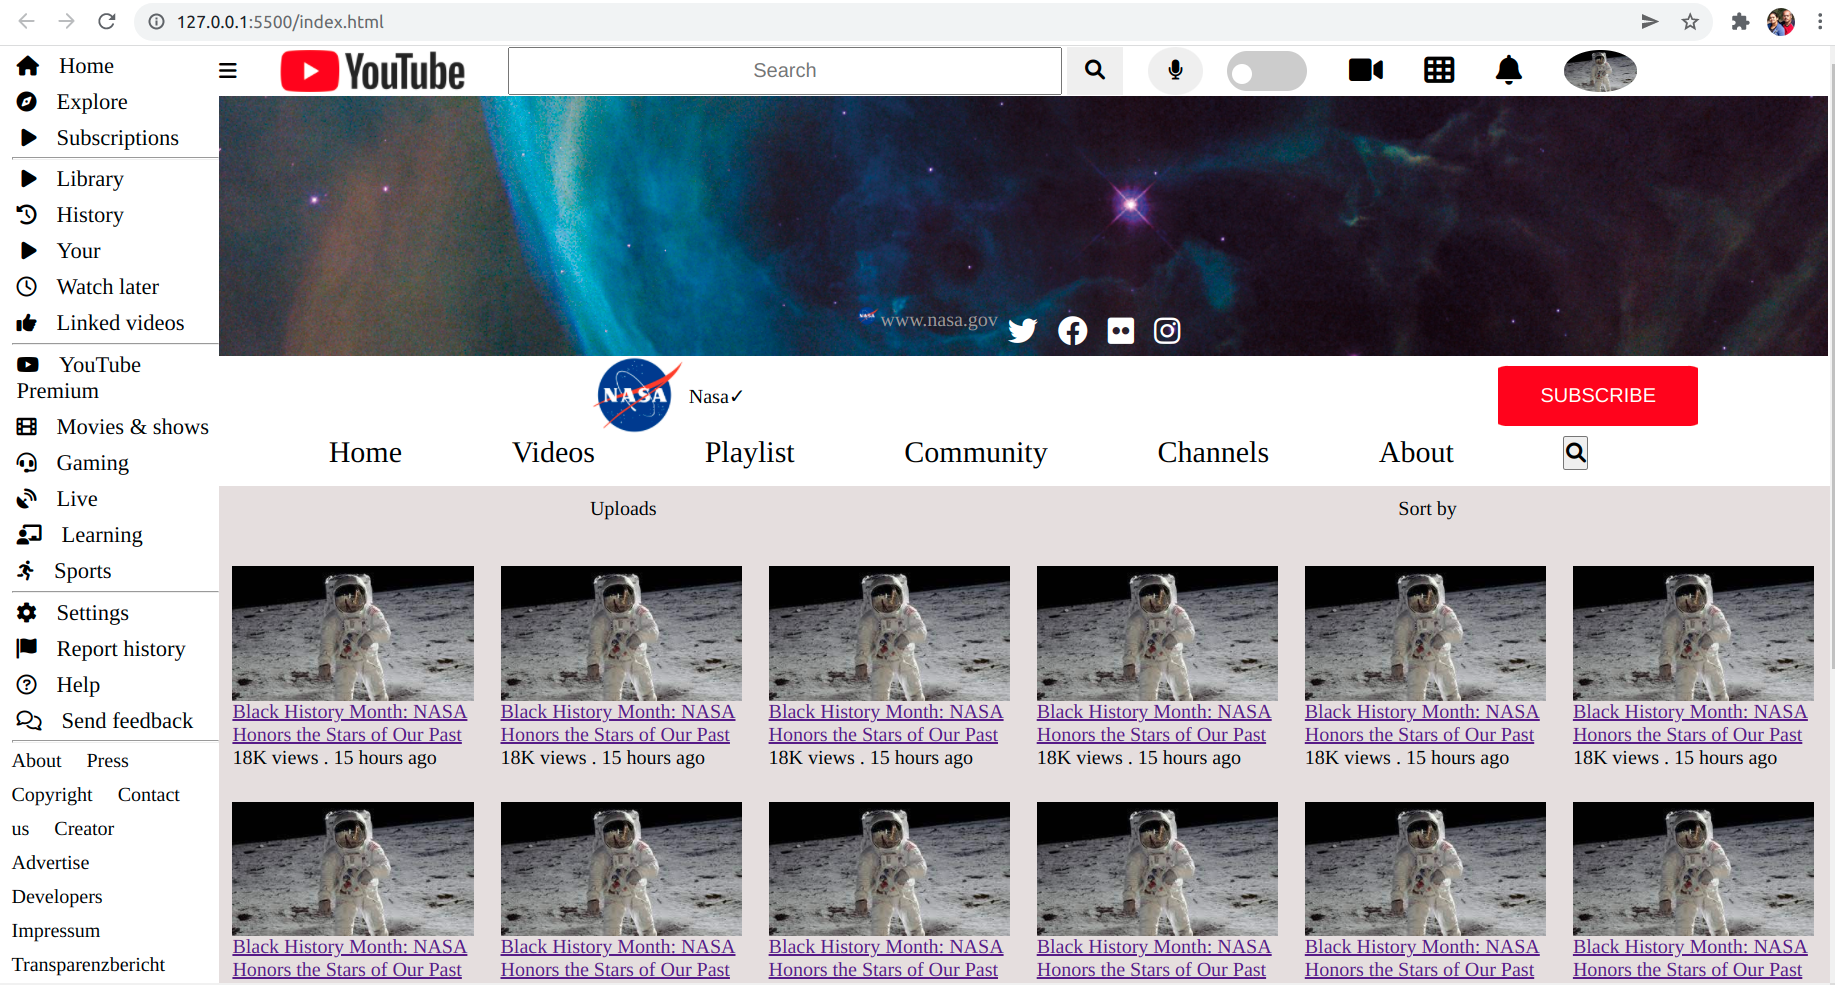 127.0.0.1:5500/index.html
Home
Explore
Subscriptions
Library
History
Your
Watch later
Linked videos
YouTube
Premium
Movies & shows
Gaming
Live
Learning
Sports
Settings
Report history
Help
Send feedback
About Press
Copyright Contact
us Creator
Advertise
Developers
Impressum
Transparenzbericht
YouTube
Search
NASA www.nasa.gov
NASA Nasa✓
SUBSCRIBE
Home Videos Playlist Community Channels About
Uploads Sort by
Black History Month: NASA
Honors the Stars of Our Past
18K views . 15 hours ago
Black History Month: NASA
Honors the Stars of Our Past
18K views . 15 hours ago
Black History Month: NASA
Honors the Stars of Our Past
18K views . 15 hours ago
Black History Month: NASA
Honors the Stars of Our Past
18K views . 15 hours ago
Black History Month: NASA
Honors the Stars of Our Past
18K views . 15 hours ago
Black History Month: NASA
Honors the Stars of Our Past
18K views . 15 hours ago
Black History Month: NASA
Honors the Stars of Our Past
Black History Month: NASA
Honors the Stars of Our Past
Black History Month: NASA
Honors the Stars of Our Past
Black History Month: NASA
Honors the Stars of Our Past
Black History Month: NASA
Honors the Stars of Our Past
Black History Month: NASA
Honors the Stars of Our Past